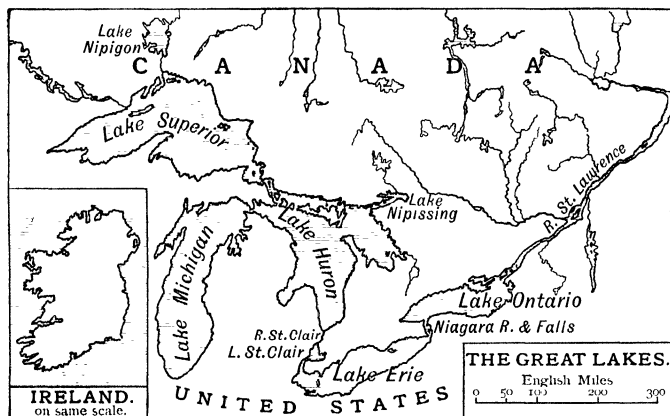 Lake
Nipigon
CANADA
Lake Superior
R. St. Lawrence
Lake
Nipissing
Lake Huron
Lake Michigan
Lake Ontario
Niagara R. & Falls
R. St. Clair
L. St. Clair
Lake Erie
UNITED STATES
IRELAND.
on same scale.
THE GREAT LAKES.
English Miles
0 50 100 200 300